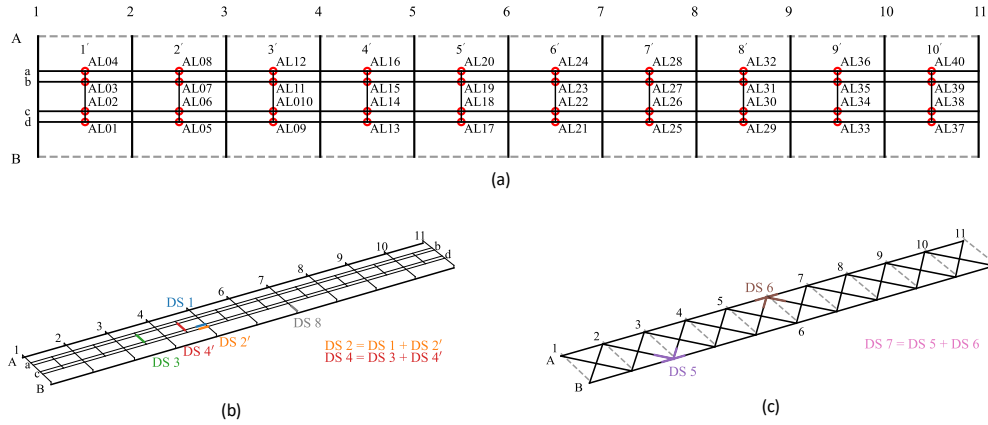 1 2 3 4 5 6 7 8 9 10 11
A
1′ 2′ 3′ 4′ 5′ 6′ 7′ 8′ 9′ 10′
AL04 AL08 AL12 AL16 AL20 AL24 AL28 AL32 AL36 AL40
a
b
AL03 AL07 AL11 AL15 AL19 AL23 AL27 AL31 AL35 AL39
AL02 AL06 AL010 AL14 AL18 AL22 AL26 AL30 AL34 AL38
c
d
AL01 AL05 AL09 AL13 AL17 AL21 AL25 AL29 AL33 AL37
B
(a)
11
10 b
9 d
8
7
6
DS 1
4
3
2
1
DS 8
DS 2′
DS 4′
DS 3
A a
c
B
DS 2 = DS 1 + DS 2′
DS 4 = DS 3 + DS 4′
(b)
11
10
9
8
7
DS 6
5
4
3
2
1
6
A
B
DS 5
DS 7 = DS 5 + DS 6
(c)